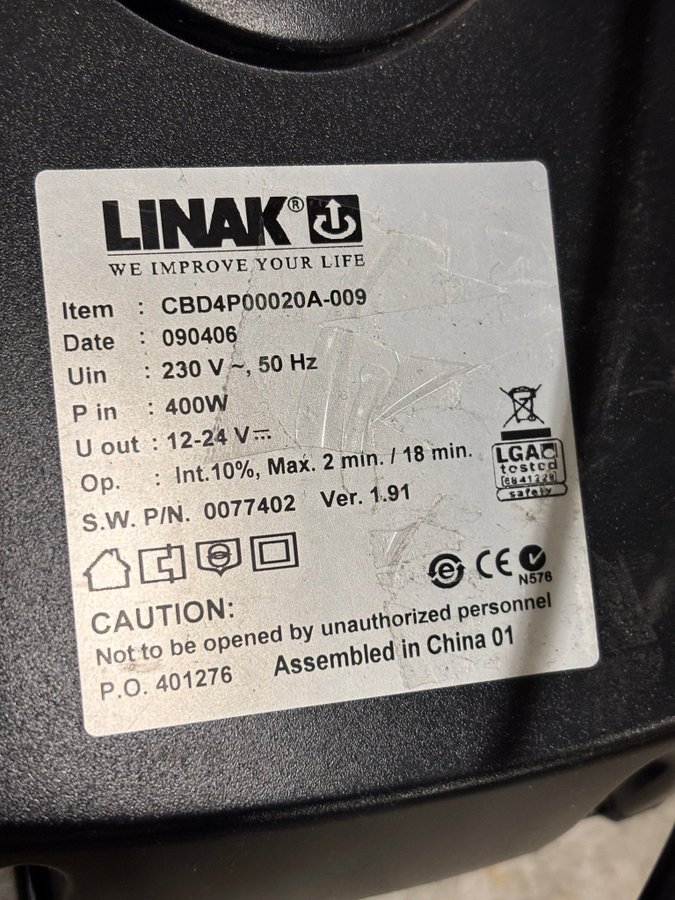 LINAK®
WE IMPROVE YOUR LIFE
Item : CBD4P00020A-009
Date : 090406
Uin : 230 V ~, 50 Hz
P in : 400W
U out : 12-24 V⎓
Op. : Int.10%, Max. 2 min. / 18 min.
S.W. P/N. 0077402 Ver. 1.91
LGA
tested
safety
e CE N576
CAUTION:
Not to be opened by unauthorized personnel
P.O. 401276 Assembled in China 01